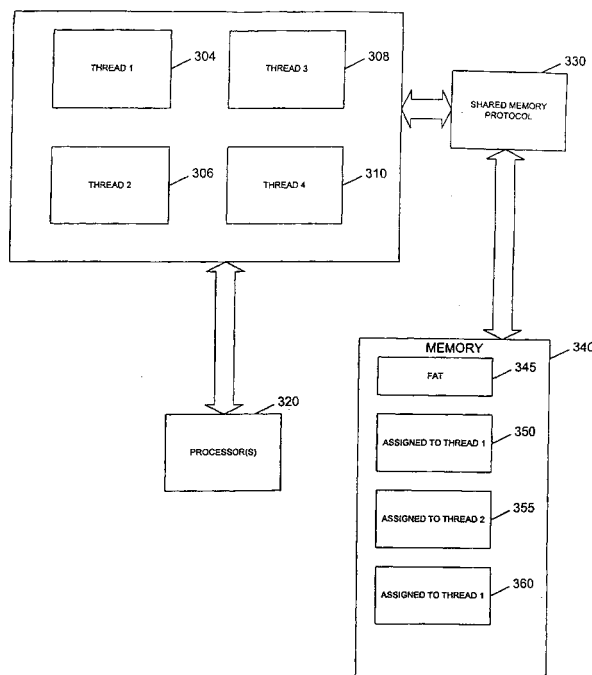 THREAD 1
304
THREAD 3
308
THREAD 2
306
THREAD 4
310
330
SHARED MEMORY
PROTOCOL
320
PROCESSOR(S)
MEMORY
340
FAT
345
ASSIGNED TO THREAD 1
350
ASSIGNED TO THREAD 2
355
ASSIGNED TO THREAD 1
360